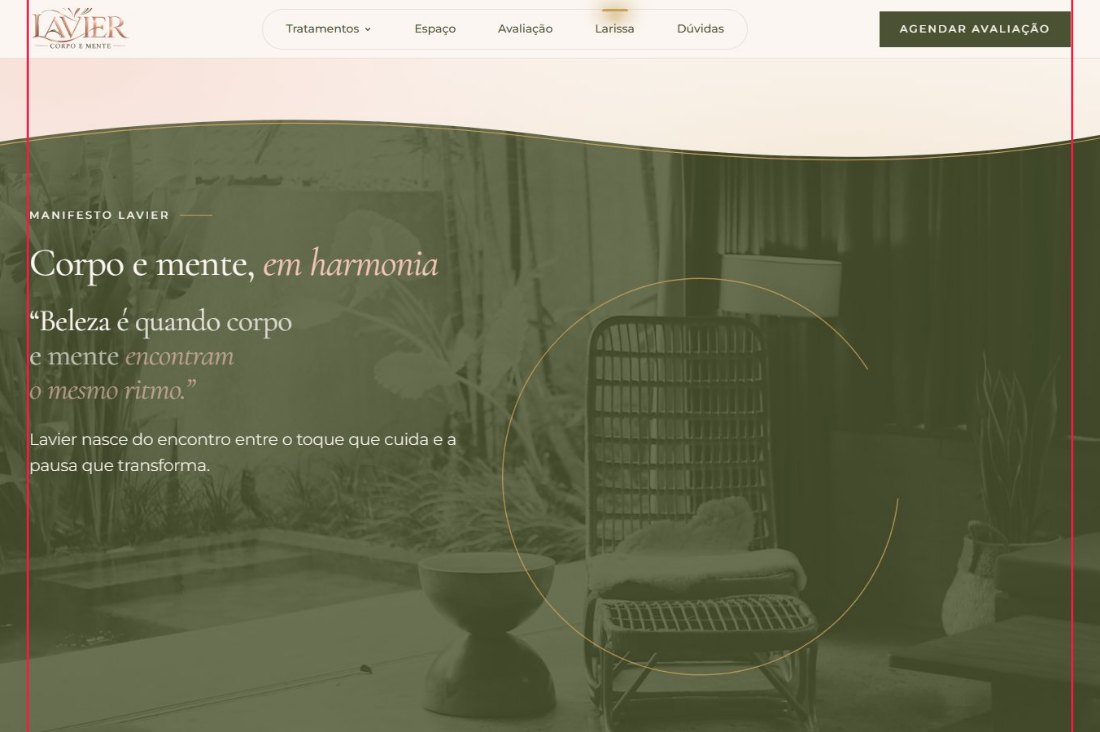 LAVIER
CORPO E MENTE
Tratamentos
Espaço
Avaliação
Larissa
Dúvidas
AGENDAR AVALIAÇÃO
MANIFESTO LAVIER
Corpo e mente, em harmonia
“Beleza é quando corpo
e mente encontram
o mesmo ritmo.”
Lavier nasce do encontro entre o toque que cuida e a
pausa que transforma.